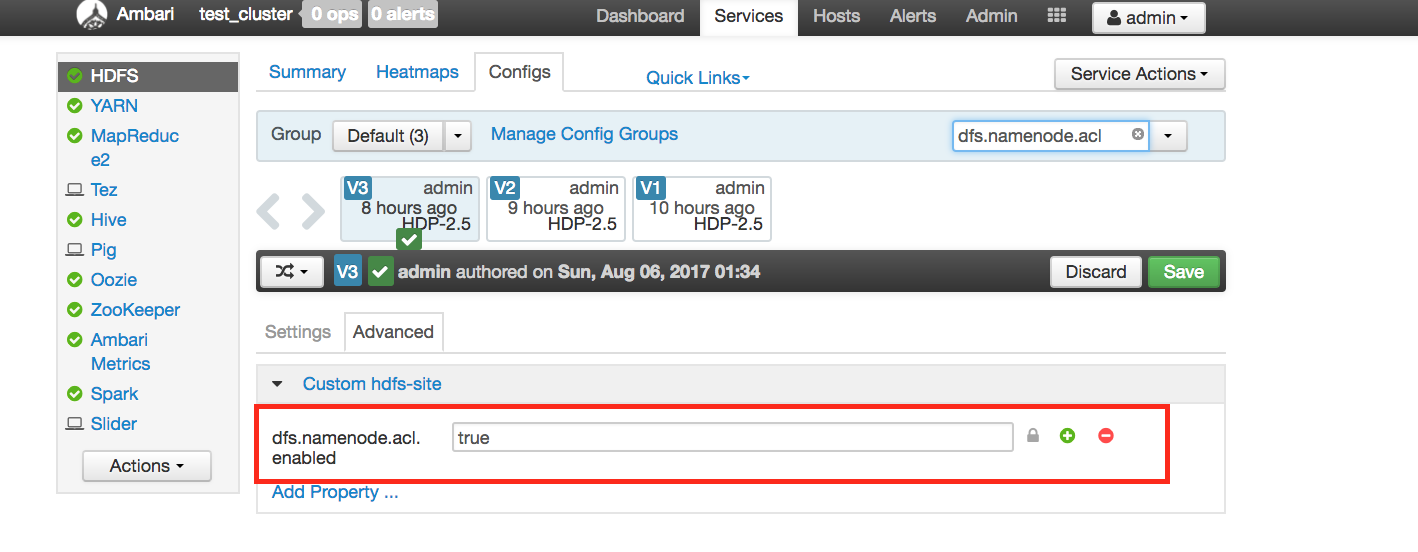 Ambari test_cluster 0 ops 0 alerts Dashboard Services Hosts Alerts Admin admin
HDFS
YARN
MapReduc
e2
Tez
Hive
Pig
Oozie
ZooKeeper
Ambari
Metrics
Spark
Slider
Actions
Summary Heatmaps Configs Quick Links Service Actions
Group Default (3) Manage Config Groups dfs.namenode.acl
V3 admin
8 hours ago
HDP-2.5
V2 admin
9 hours ago
HDP-2.5
V1 admin
10 hours ago
HDP-2.5
V3 admin authored on Sun, Aug 06, 2017 01:34 Discard Save
Settings Advanced
Custom hdfs-site
dfs.namenode.acl. true
enabled
Add Property ...